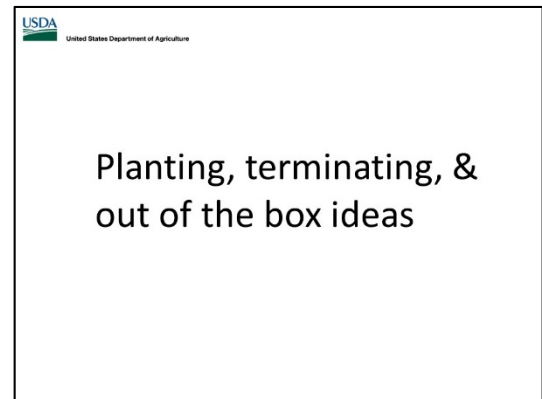 USDA
United States Department of Agriculture
Planting, terminating, &
out of the box ideas